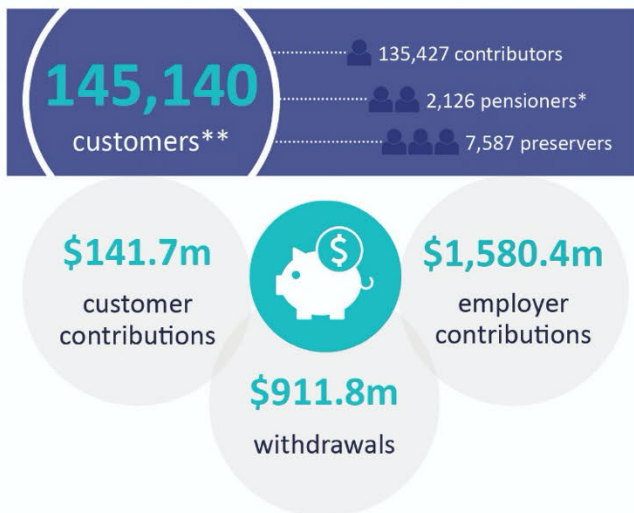 145,140
customers**
135,427 contributors
2,126 pensioners*
7,587 preservers
$141.7m
customer
contributions
$
$1,580.4m
employer
contributions
$911.8m
withdrawals